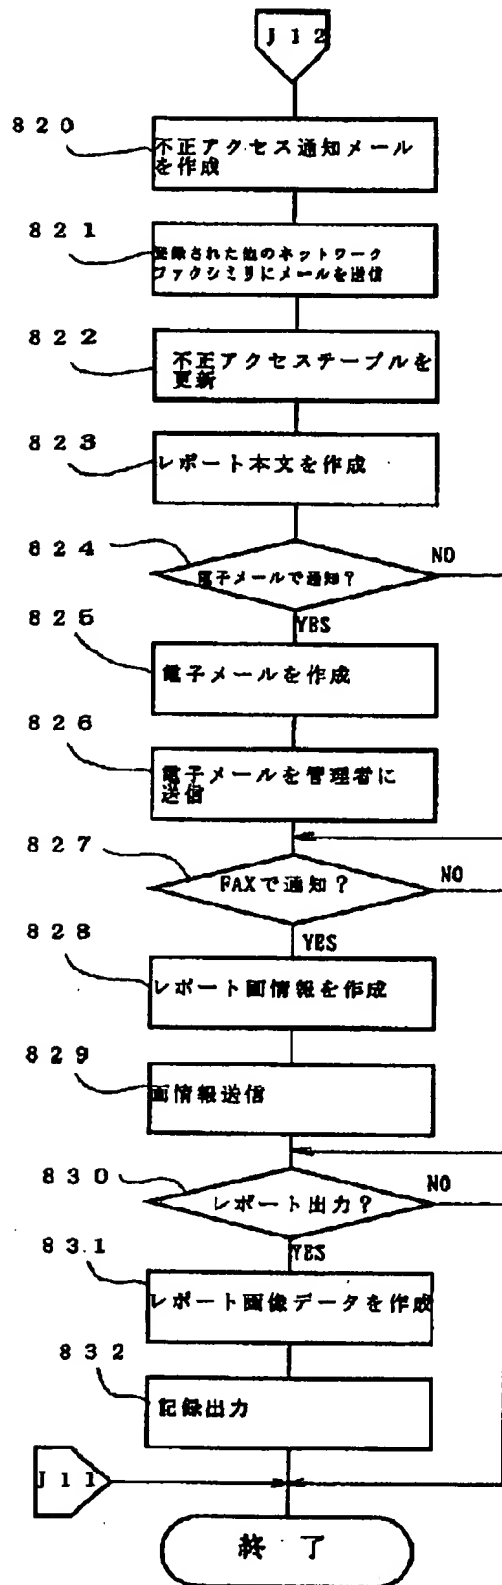 J12
820
不正アクセス通知メール
を作成
821
登録された他のネットワーク
ファクシミリにメールを送信
822
不正アクセステーブルを
更新
823
レポート本文を作成
824
電子メールで通知?
NO
YES
825
電子メールを作成
826
電子メールを管理者に
送信
827
FAXで通知?
NO
YES
828
レポート画情報を作成
829
画情報送信
830
レポート出力?
NO
YES
831
レポート画像データを作成
832
記録出力
J11
終了